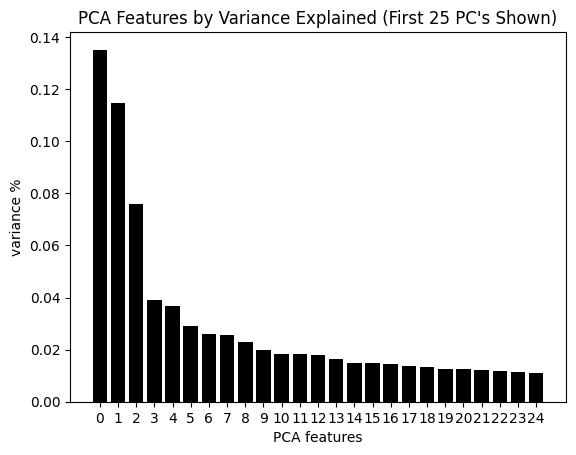 PCA Features by Variance Explained (First 25 PC's Shown)
0.14
0.12
0.10
0.08
0.06
0.04
0.02
0.00
variance %
0 1 2 3 4 5 6 7 8 9 10 11 12 13 14 15 16 17 18 19 20 21 22 23 24
PCA features